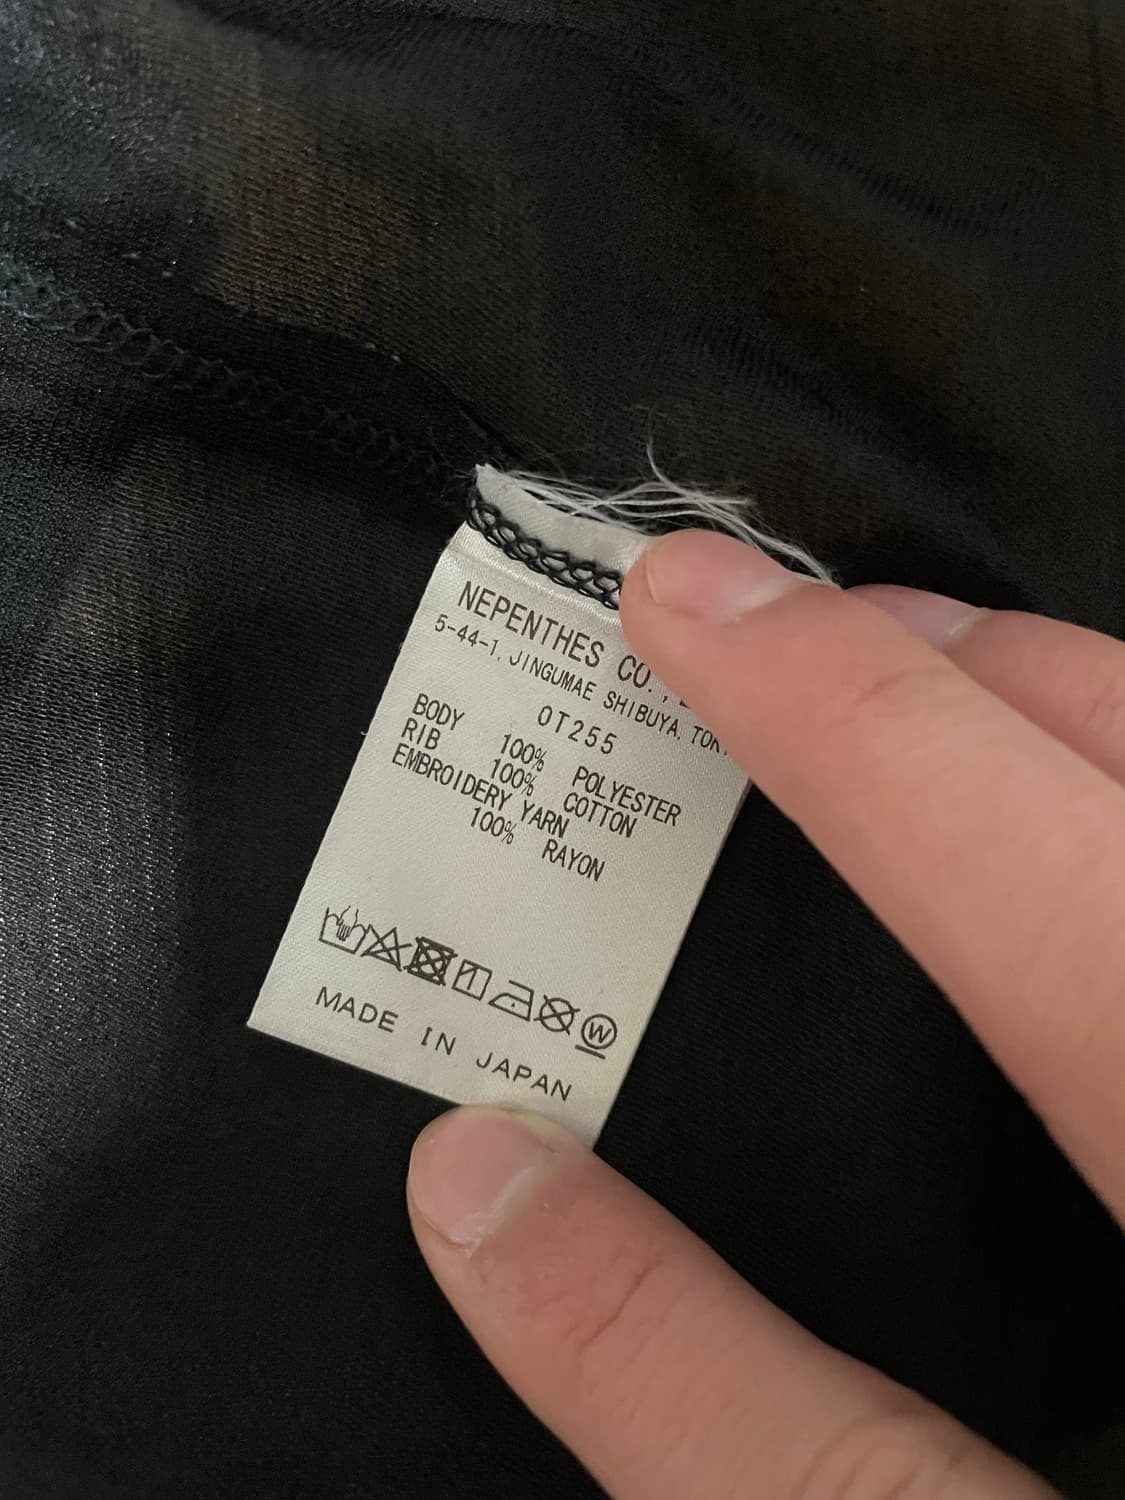 NEPENTHES CO.,
5-44-1, JINGUMAE SHIBUYA, TOK
OT255
BODY 100% POLYESTER
RIB 100% COTTON
EMBROIDERY YARN
100% RAYON
W
MADE IN JAPAN